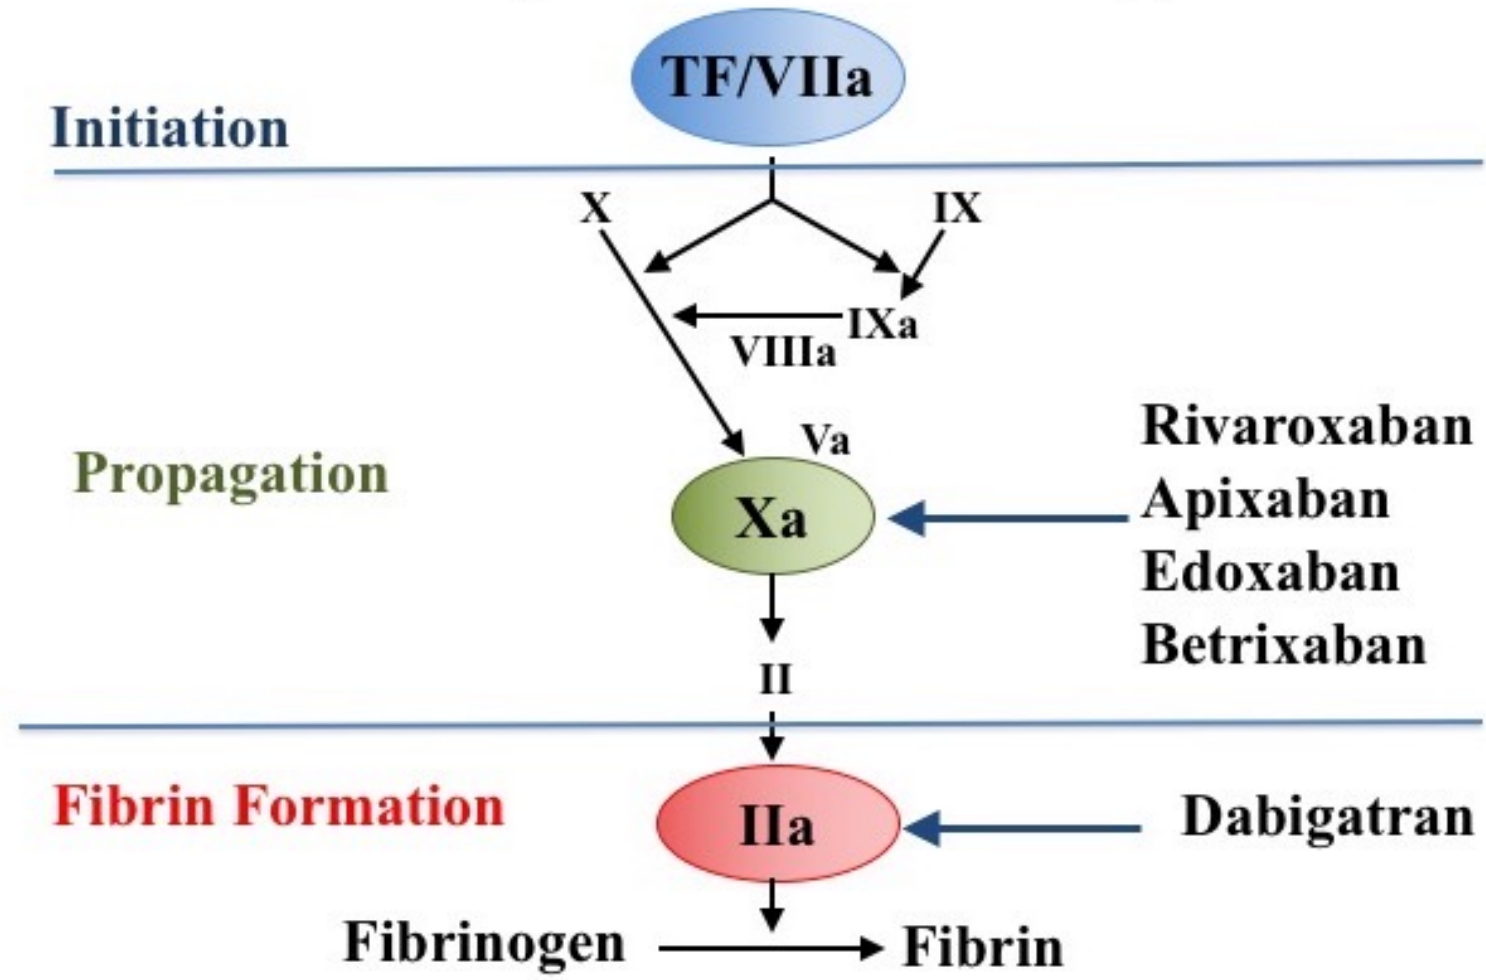 TF/VIIa
Initiation
X
IX
IXa
VIIIa
Va
Propagation
Xa
Rivaroxaban
Apixaban
Edoxaban
Betrixaban
II
Fibrin Formation
IIa
Dabigatran
Fibrinogen
Fibrin